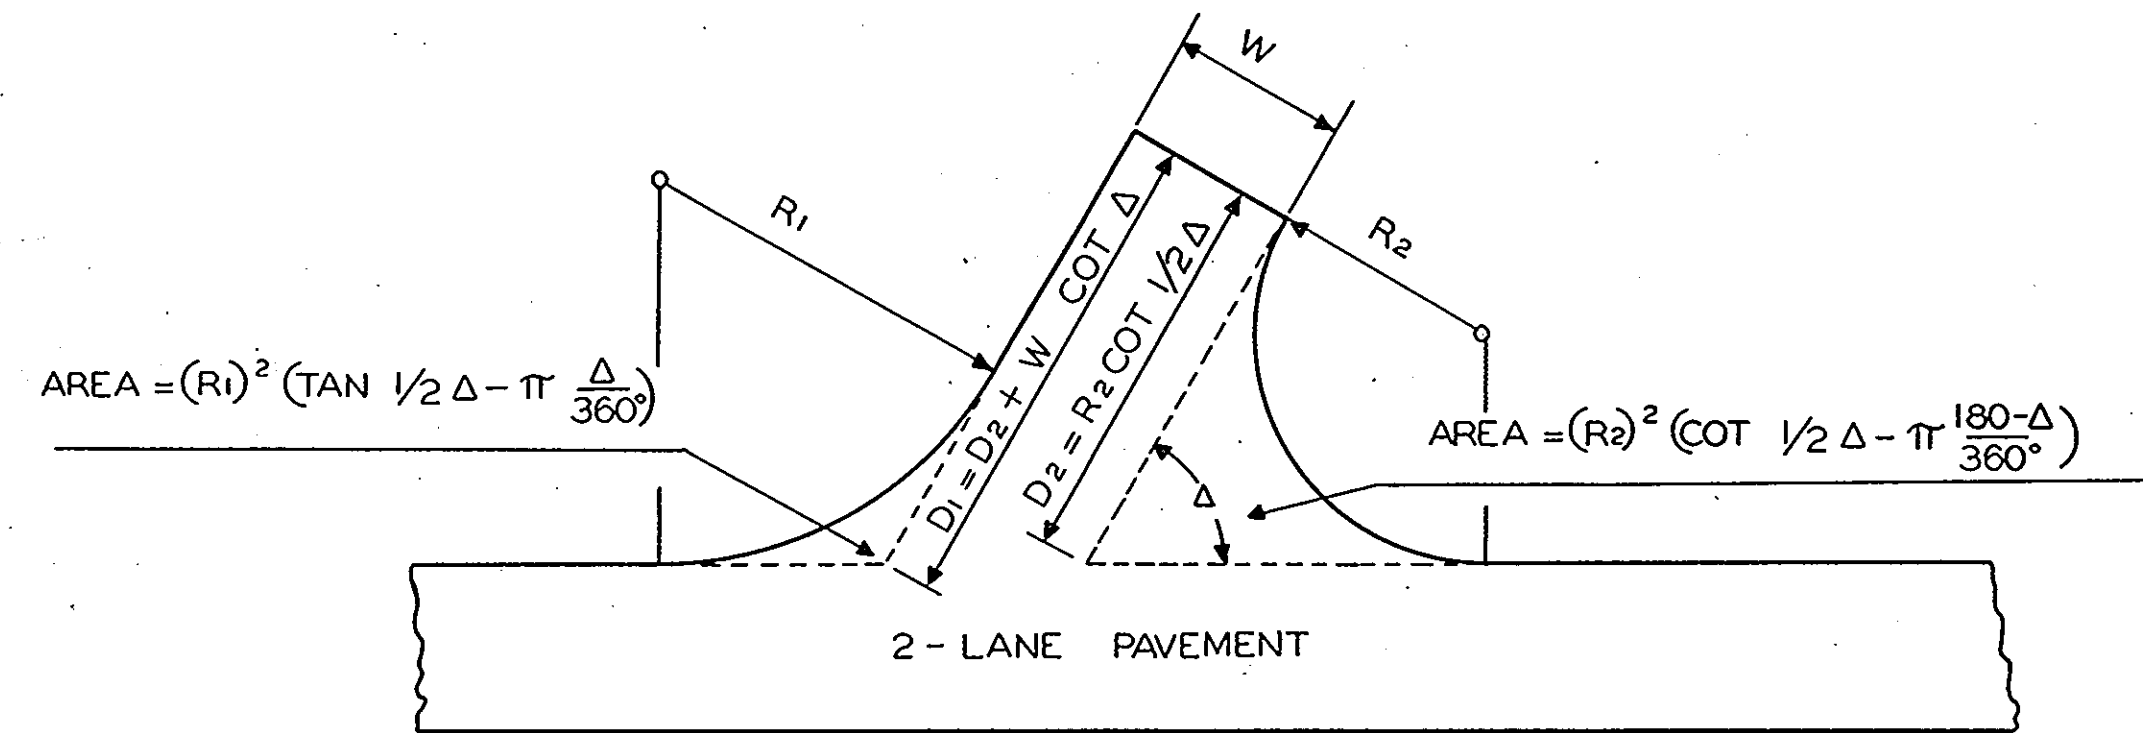 W
R1
R2
D1 = D2 + W COT Δ
D2 = R2 COT 1/2 Δ
AREA = (R1)² (TAN 1/2 Δ - π Δ/360°)
AREA = (R2)² (COT 1/2 Δ - π 180-Δ/360°)
Δ
2 - LANE PAVEMENT